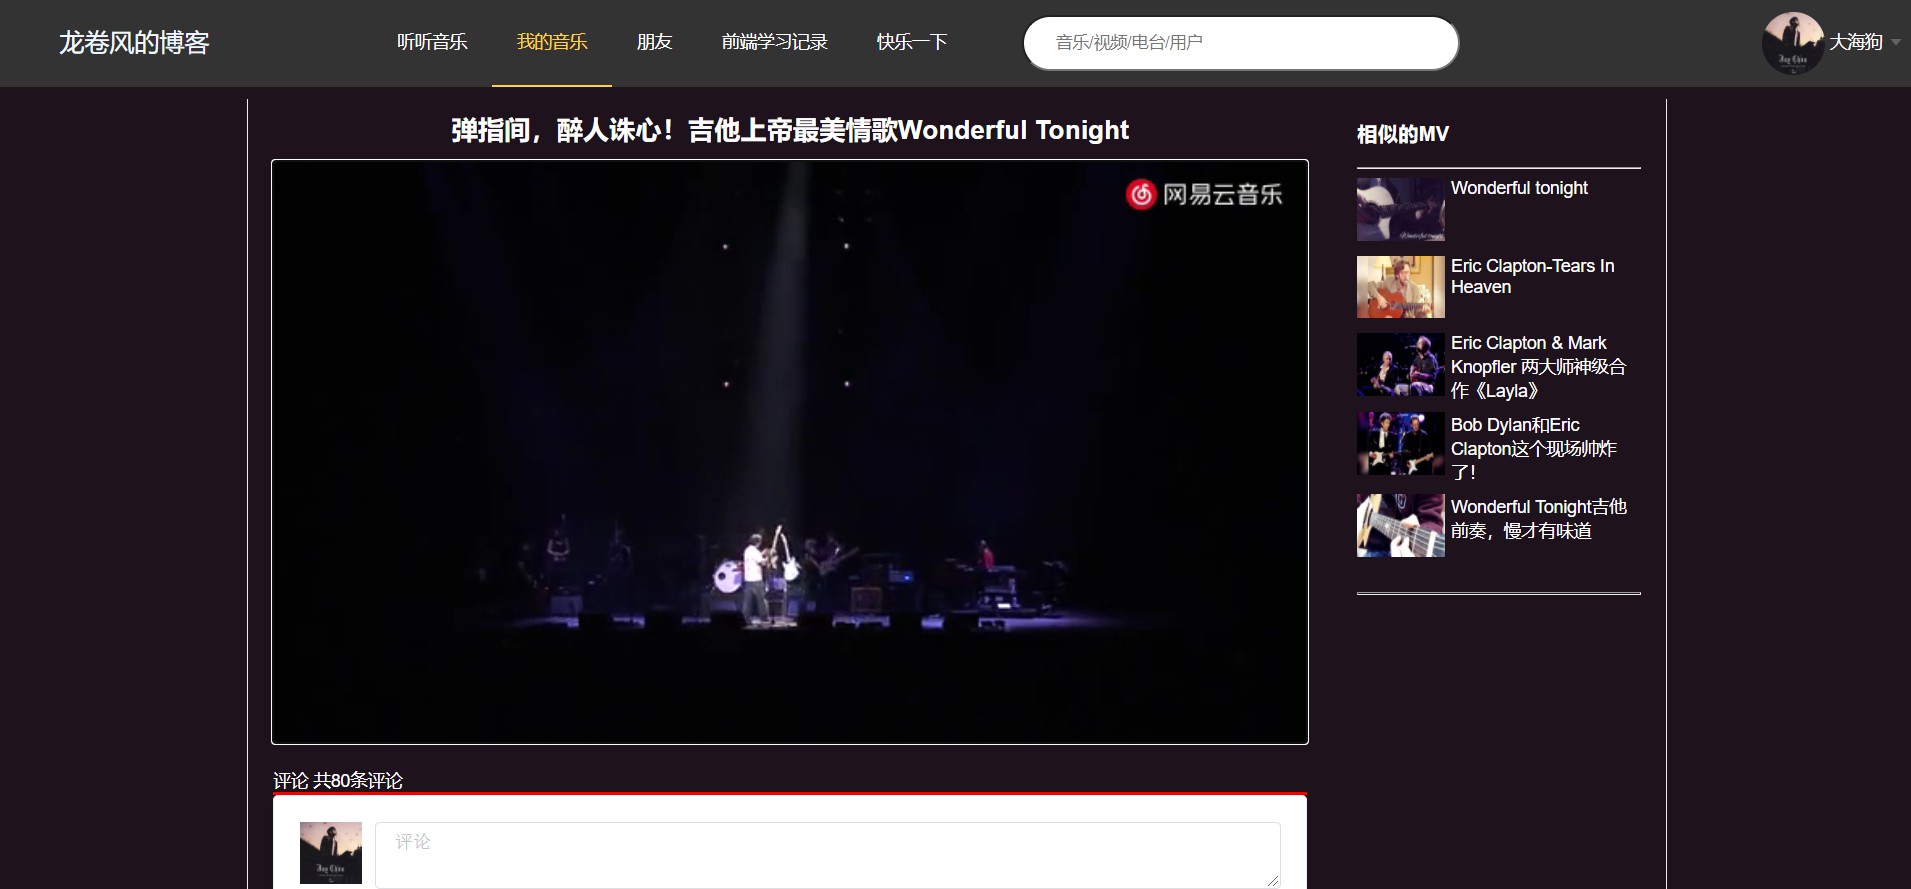 龙卷风的博客
听听音乐
我的音乐
朋友
前端学习记录
快乐一下
音乐/视频/电台/用户
大海狗
弹指间，醉人诛心！吉他上帝最美情歌Wonderful Tonight
网易云音乐
相似的MV
Wonderful tonight
Eric Clapton-Tears In
Heaven
Eric Clapton & Mark
Knopfler 两大师神级合
作《Layla》
Bob Dylan和Eric
Clapton这个现场帅炸
了！
Wonderful Tonight吉他
前奏，慢才有味道
评论 共80条评论
评论